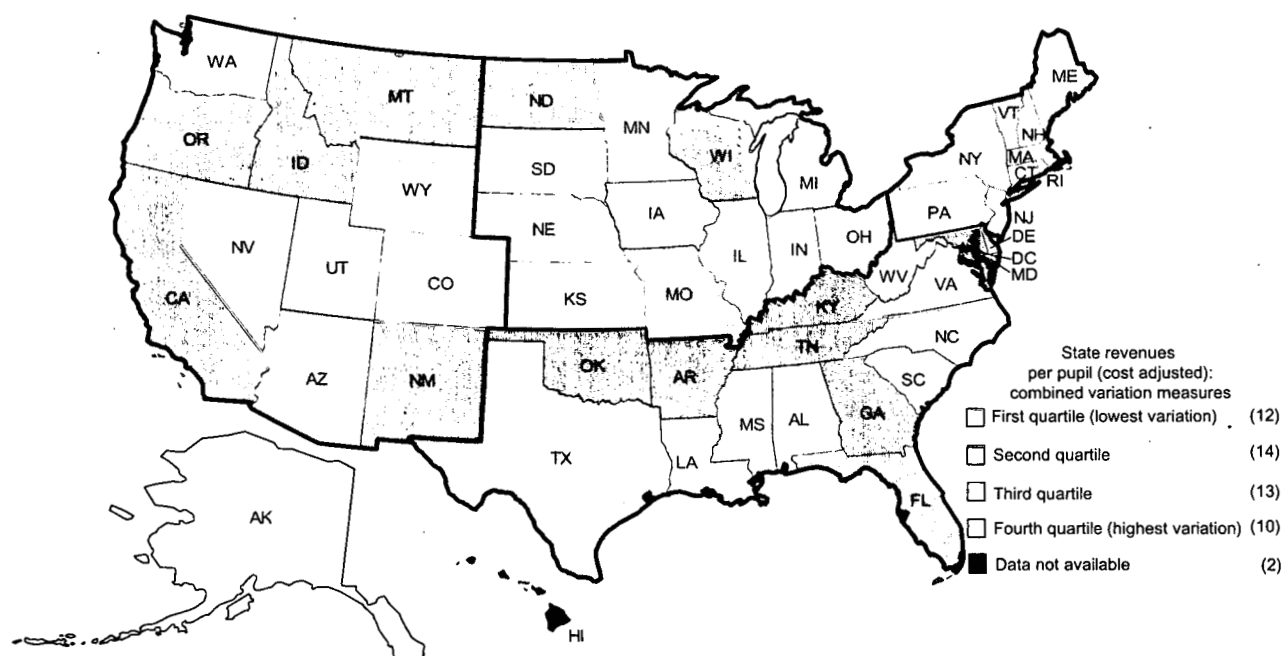 WA
MT
ND
MN
ME
VT
NH
OR
ID
WY
SD
WI
MI
NY
MA
CT
RI
NV
UT
CO
NE
IA
IL
IN
OH
PA
NJ
DE
DC
MD
WV
VA
CA
KS
MO
KY
AZ
NM
OK
AR
TN
NC
SC
MS
AL
GA
TX
LA
FL
AK
HI
State revenues
per pupil (cost adjusted):
combined variation measures
First quartile (lowest variation) (12)
Second quartile (14)
Third quartile (13)
Fourth quartile (highest variation) (10)
Data not available (2)